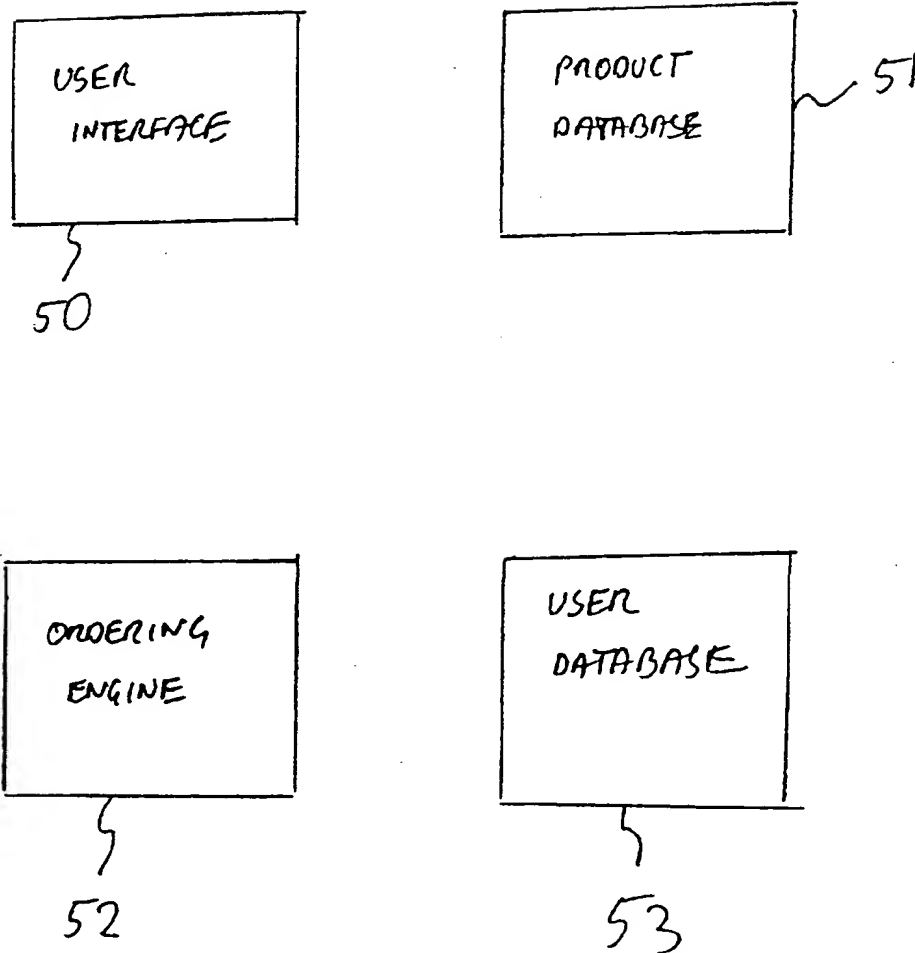 USER
INTERFACE
50
PRODUCT
DATABASE
51
ORDERING
ENGINE
52
USER
DATABASE
53